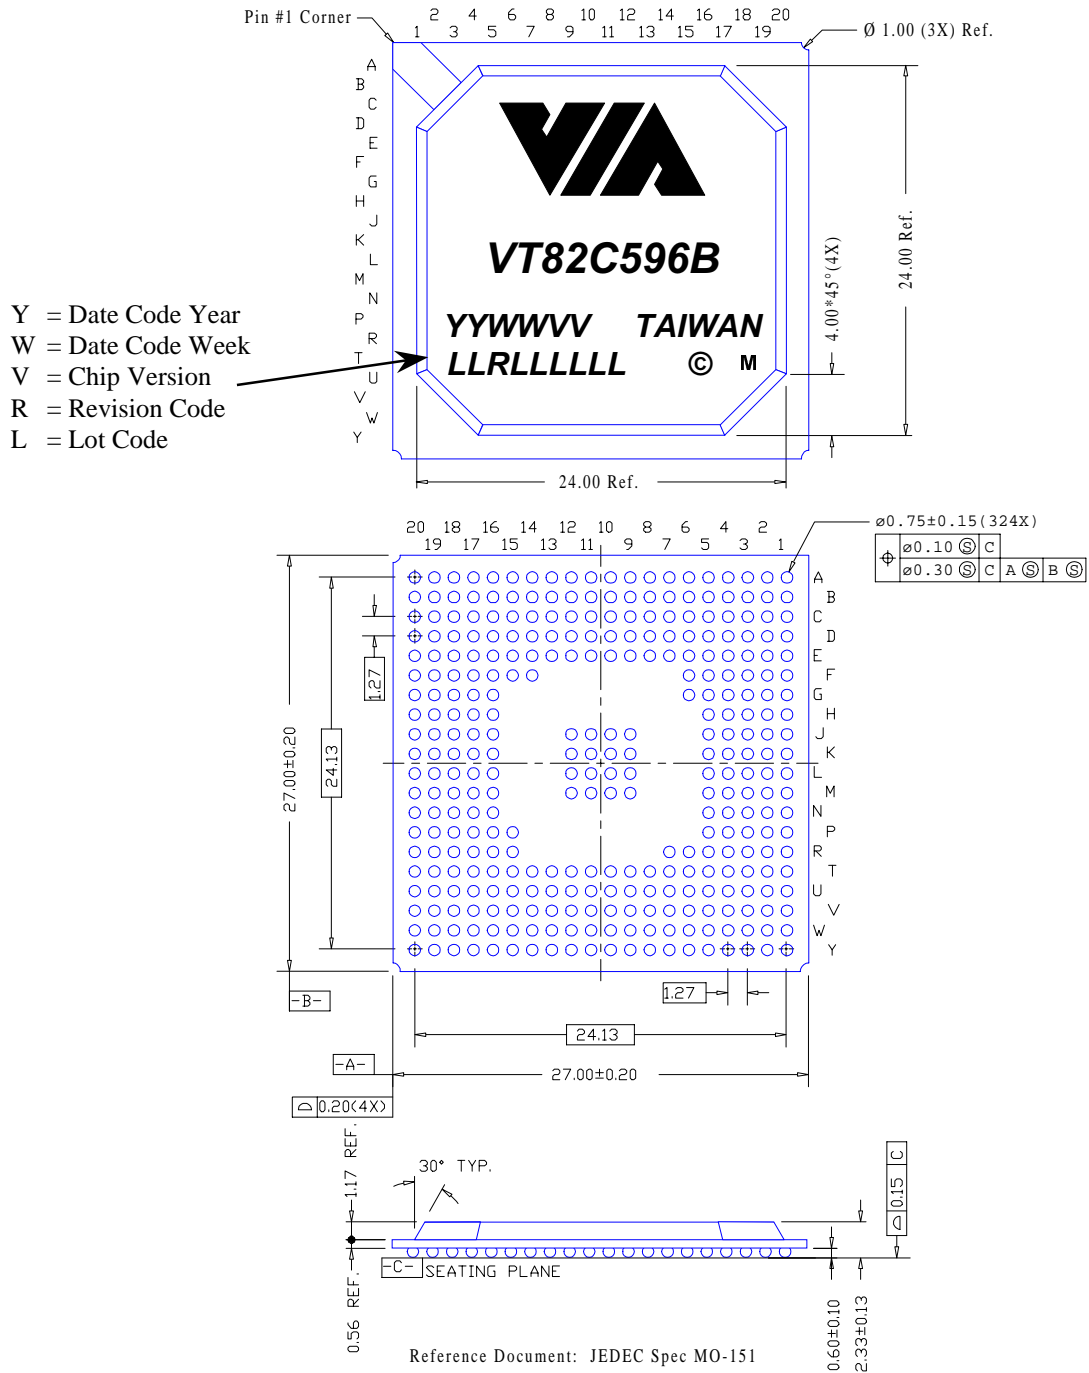 Pin #1 Corner
2 4 6 8 10 12 14 16 18 20
1 3 5 7 9 11 13 15 17 19
Ø 1.00 (3X) Ref.
A
B
C
D
E
F
G
H
J
K
L
M
N
P
R
T
U
V
W
Y
VIA
VT82C596B
YYWWVV TAIWAN
LLRLLLLLL © M
4.00*45°(4X)
24.00 Ref.
24.00 Ref.
Y = Date Code Year
W = Date Code Week
V = Chip Version
R = Revision Code
L = Lot Code
20 18 16 14 12 10 8 6 4 2
19 17 15 13 11 9 7 5 3 1
⌀0.75±0.15(324X)
⌖ ⌀0.10 Ⓢ C
⌀0.30 Ⓢ C A Ⓢ B Ⓢ
A
B
C
D
E
F
G
H
J
K
L
M
N
P
R
T
U
V
W
Y
1.27
24.13
27.00±0.20
-B-
1.27
24.13
-A-
27.00±0.20
⌓ 0.20(4X)
1.17 REF.
30° TYP.
⌓ 0.15 C
-C- SEATING PLANE
0.56 REF.
0.60±0.10
2.33±0.13
Reference Document: JEDEC Spec MO-151